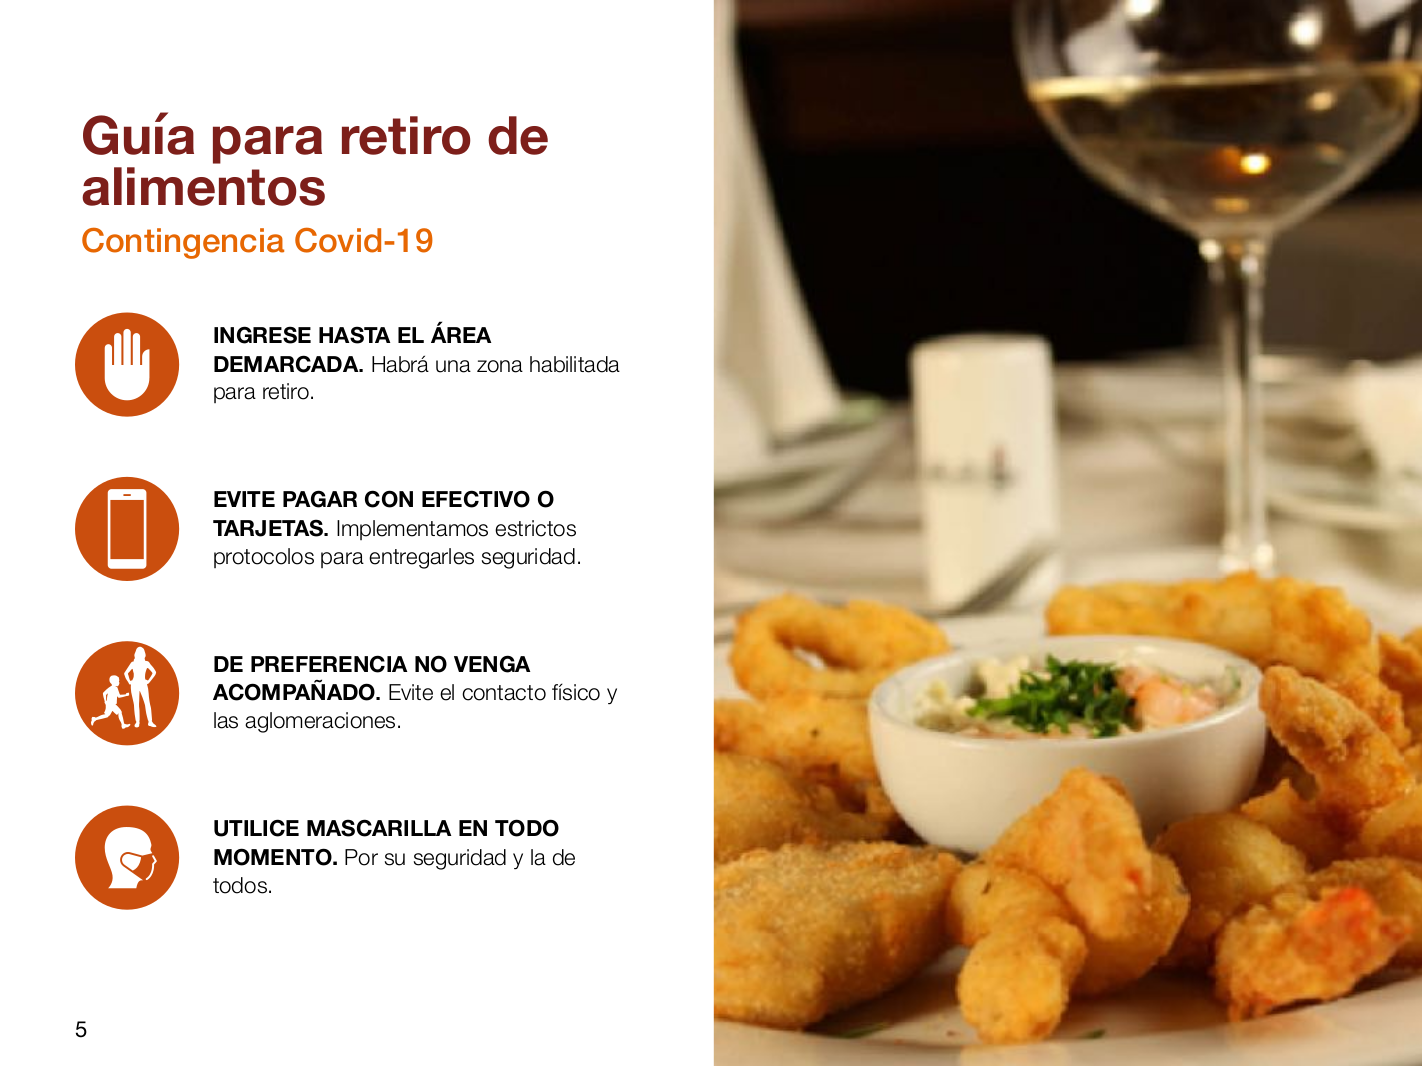 Guía para retiro de
alimentos
Contingencia Covid-19
INGRESE HASTA EL ÁREA
DEMARCADA. Habrá una zona habilitada
para retiro.
EVITE PAGAR CON EFECTIVO O
TARJETAS. Implementamos estrictos
protocolos para entregarles seguridad.
DE PREFERENCIA NO VENGA
ACOMPAÑADO. Evite el contacto físico y
las aglomeraciones.
UTILICE MASCARILLA EN TODO
MOMENTO. Por su seguridad y la de
todos.
5